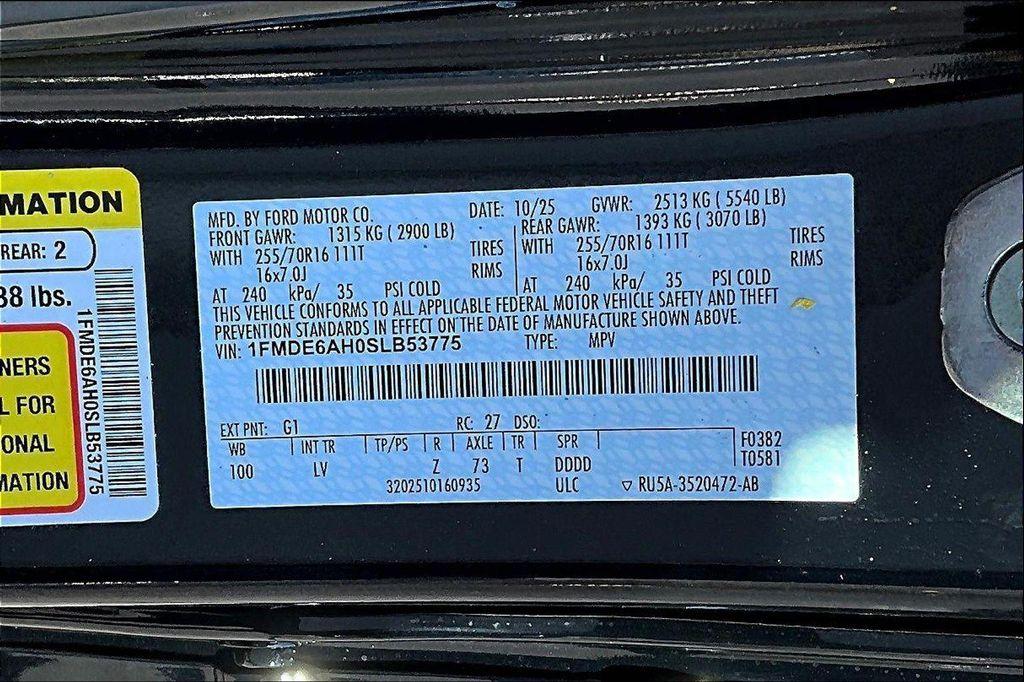 MATION
REAR: 2
38 lbs.
NERS
L FOR
ONAL
MATION
1FMDE6AH0SLB53775
MFD. BY FORD MOTOR CO. DATE: 10/25 GVWR: 2513 KG ( 5540 LB)
FRONT GAWR: 1315 KG ( 2900 LB) REAR GAWR: 1393 KG ( 3070 LB)
WITH 255/70R16 111T TIRES WITH 255/70R16 111T TIRES
16x7.0J RIMS 16x7.0J RIMS
AT 240 kPa/ 35 PSI COLD AT 240 kPa/ 35 PSI COLD
THIS VEHICLE CONFORMS TO ALL APPLICABLE FEDERAL MOTOR VEHICLE SAFETY AND THEFT
PREVENTION STANDARDS IN EFFECT ON THE DATE OF MANUFACTURE SHOWN ABOVE.
VIN: 1FMDE6AH0SLB53775 TYPE: MPV
EXT PNT: G1 RC: 27 DSO:
WB INT TR TP/PS R AXLE TR SPR F0382
100 LV Z 73 T DDDD T0581
3202510160935 ULC ▽ RU5A-3520472-AB